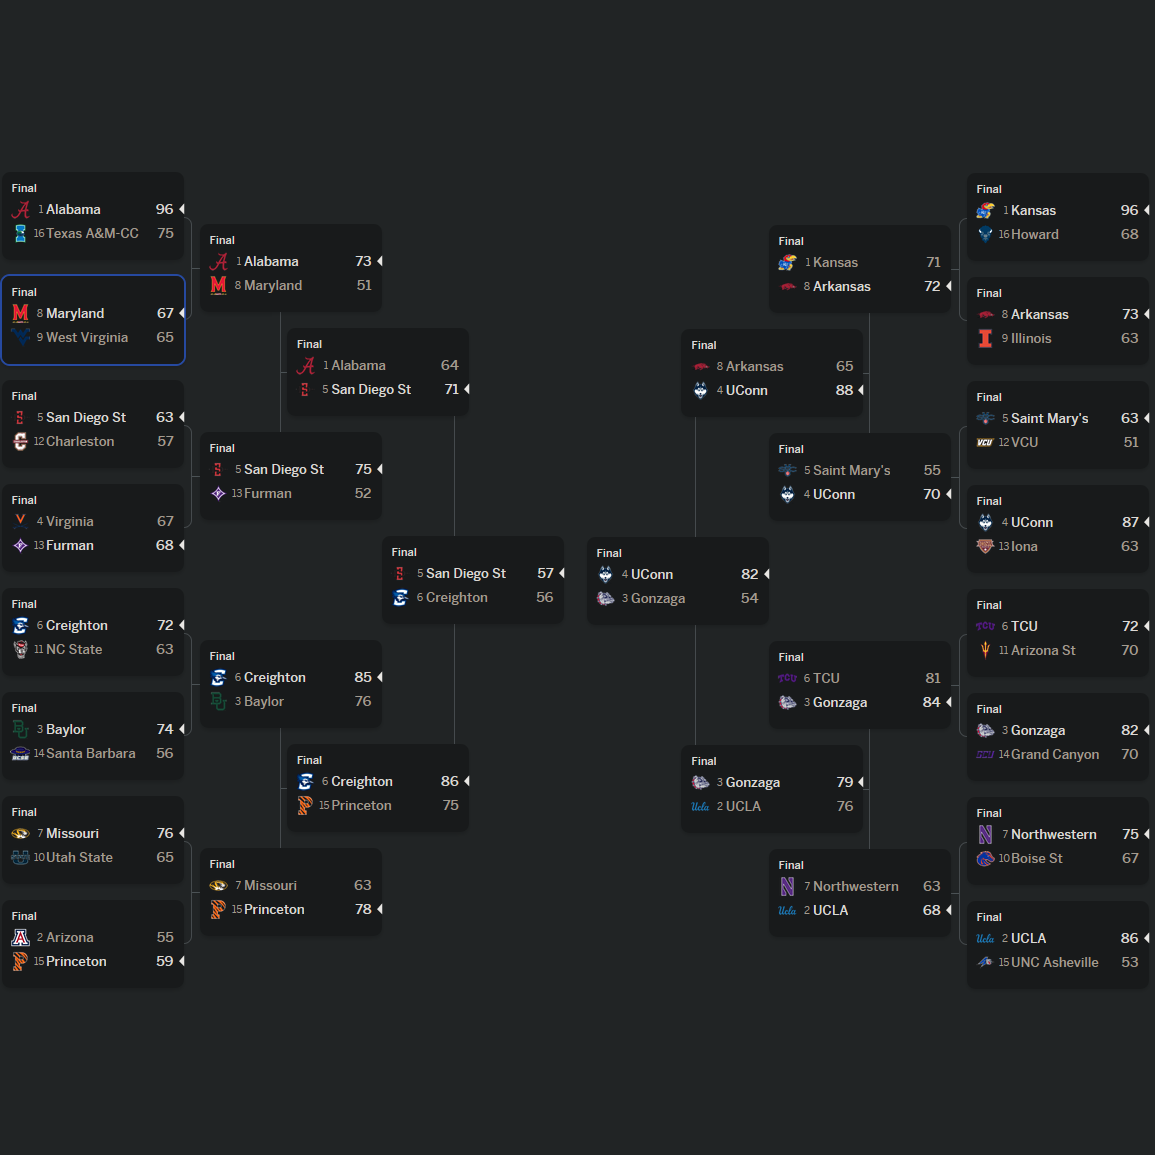 Final
1 Alabama 96
16 Texas A&M-CC 75
Final
8 Maryland 67
9 West Virginia 65
Final
5 San Diego St 63
12 Charleston 57
Final
4 Virginia 67
13 Furman 68
Final
6 Creighton 72
11 NC State 63
Final
3 Baylor 74
14 Santa Barbara 56
Final
7 Missouri 76
10 Utah State 65
Final
2 Arizona 55
15 Princeton 59
Final
1 Alabama 73
8 Maryland 51
Final
5 San Diego St 75
13 Furman 52
Final
6 Creighton 85
3 Baylor 76
Final
7 Missouri 63
15 Princeton 78
Final
1 Alabama 64
5 San Diego St 71
Final
6 Creighton 86
15 Princeton 75
Final
5 San Diego St 57
6 Creighton 56
Final
4 UConn 82
3 Gonzaga 54
Final
8 Arkansas 65
4 UConn 88
Final
3 Gonzaga 79
Ucla 2 UCLA 76
Final
1 Kansas 71
8 Arkansas 72
Final
5 Saint Mary's 55
4 UConn 70
Final
TCU 6 TCU 81
3 Gonzaga 84
Final
7 Northwestern 63
Ucla 2 UCLA 68
Final
1 Kansas 96
16 Howard 68
Final
8 Arkansas 73
9 Illinois 63
Final
5 Saint Mary's 63
VCU 12 VCU 51
Final
4 UConn 87
13 Iona 63
Final
TCU 6 TCU 72
11 Arizona St 70
Final
3 Gonzaga 82
GCU 14 Grand Canyon 70
Final
7 Northwestern 75
10 Boise St 67
Final
Ucla 2 UCLA 86
15 UNC Asheville 53